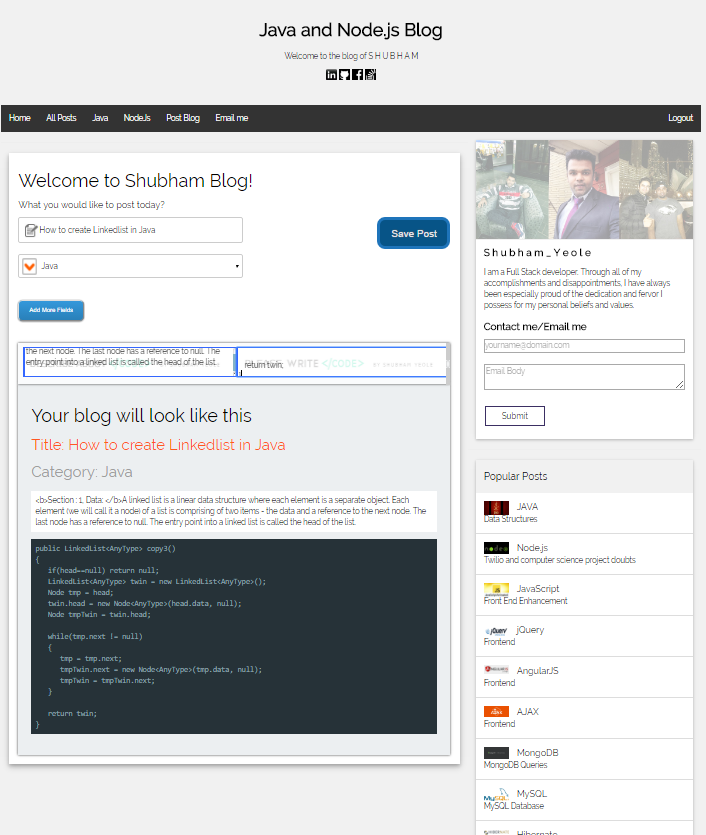 Java and Node.js Blog
Welcome to the blog of S H U B H A M
Home All Posts Java NodeJs Post Blog Email me Logout
Welcome to Shubham Blog!
What you would like to post today?
How to create Linkedlist in Java
Save Post
Java
Add More Fields
the next node. The last node has a reference to null. The
entry point into a linked list is called the head of the list.
WRITE </CODE>
return twin;
}
Your blog will look like this
Title: How to create Linkedlist in Java
Category: Java
<b>Section : 1, Data: </b>A linked list is a linear data structure where each element is a separate object. Each
element (we will call it a node) of a list is comprising of two items - the data and a reference to the next node. The
last node has a reference to null. The entry point into a linked list is called the head of the list.
public LinkedList<AnyType> copy3()
{
if(head==null) return null;
LinkedList<AnyType> twin = new LinkedList<AnyType>();
Node tmp = head;
twin.head = new Node<AnyType>(head.data, null);
Node tmpTwin = twin.head;
while(tmp.next != null)
{
tmp = tmp.next;
tmpTwin.next = new Node<AnyType>(tmp.data, null);
tmpTwin = tmpTwin.next;
}
return twin;
}
Shubham_Yeole
I am a Full Stack developer. Through all of my
accomplishments and disappointments, I have always
been especially proud of the dedication and fervor I
possess for my personal beliefs and values.
Contact me/Email me
yourname@domain.com
Email Body
Submit
Popular Posts
JAVA
Data Structures
Node.js
Twilio and computer science project doubts
JavaScript
Front End Enhancement
jQuery
Frontend
AngularJS
Frontend
AJAX
Frontend
MongoDB
MongoDB Queries
MySQL
MySQL Database
Hibernate